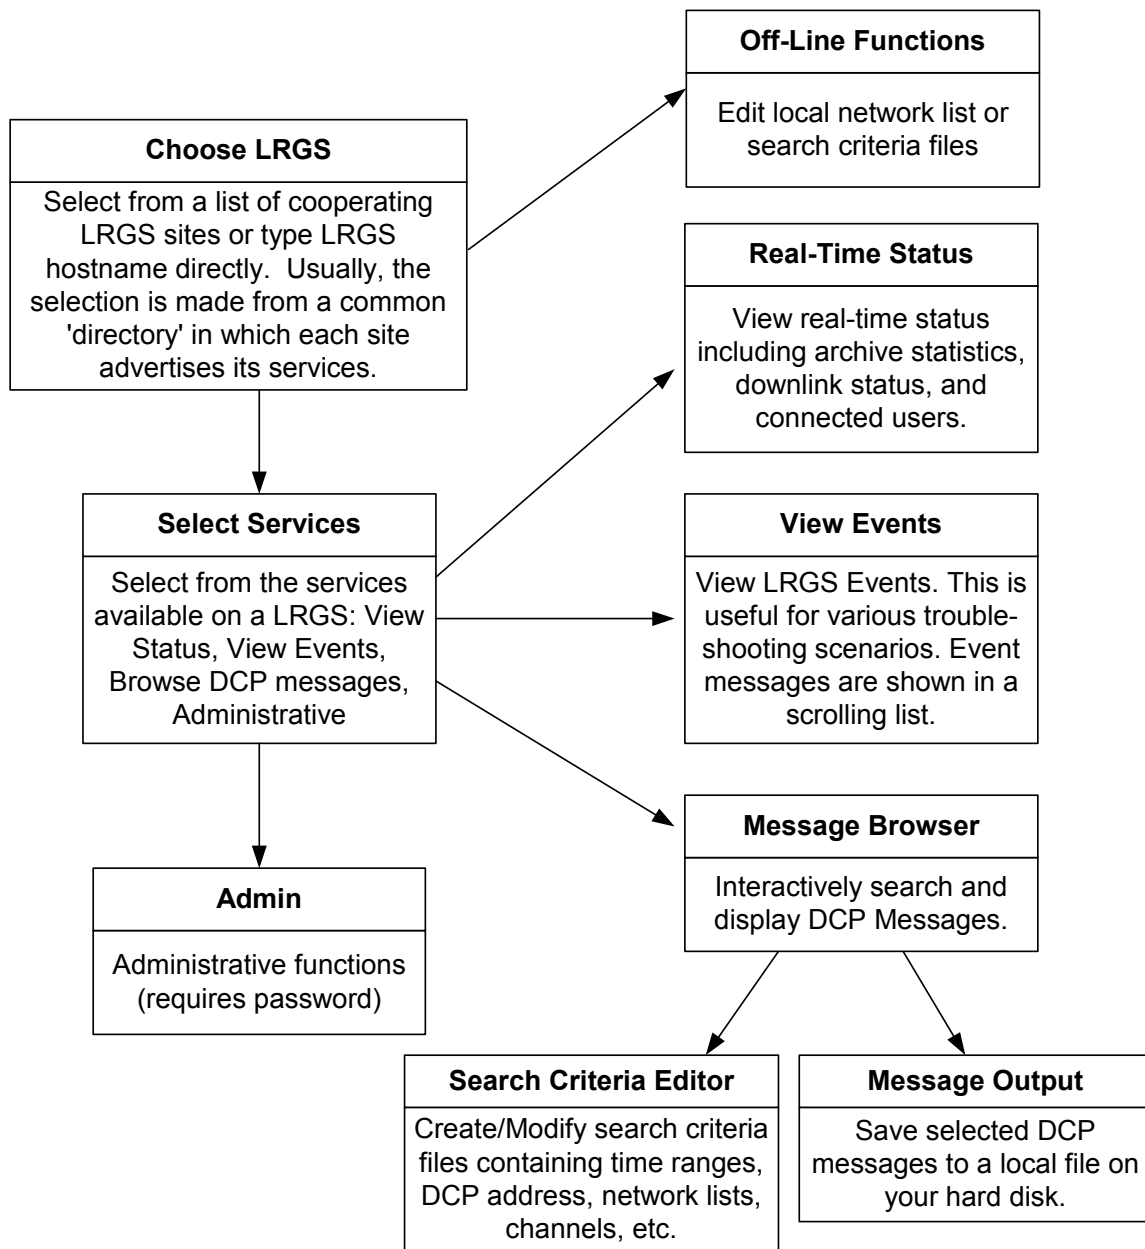 Off-Line Functions
Edit local network list or
search criteria files
Choose LRGS
Select from a list of cooperating
LRGS sites or type LRGS
hostname directly.  Usually, the
selection is made from a common
'directory' in which each site
advertises its services.
Real-Time Status
View real-time status
including archive statistics,
downlink status, and
connected users.
Select Services
Select from the services
available on a LRGS: View
Status, View Events,
Browse DCP messages,
Administrative
View Events
View LRGS Events. This is
useful for various trouble-
shooting scenarios. Event
messages are shown in a
scrolling list.
Message Browser
Interactively search and
display DCP Messages.
Admin
Administrative functions
(requires password)
Search Criteria Editor
Create/Modify search criteria
files containing time ranges,
DCP address, network lists,
channels, etc.
Message Output
Save selected DCP
messages to a local file on
your hard disk.